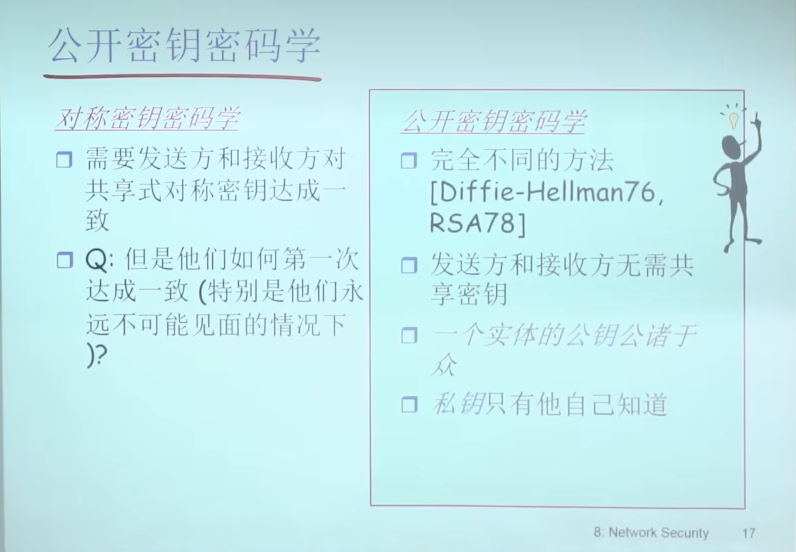 公开密钥密码学
对称密钥密码学
需要发送方和接收方对
共享式对称密钥达成一
致
Q: 但是他们如何第一次
达成一致 (特别是他们永
远不可能见面的情况下
)?
公开密钥密码学
完全不同的方法
[Diffie-Hellman76,
RSA78]
发送方和接收方无需共
享密钥
一个实体的公钥公诸于
众
私钥只有他自己知道
8: Network Security
17